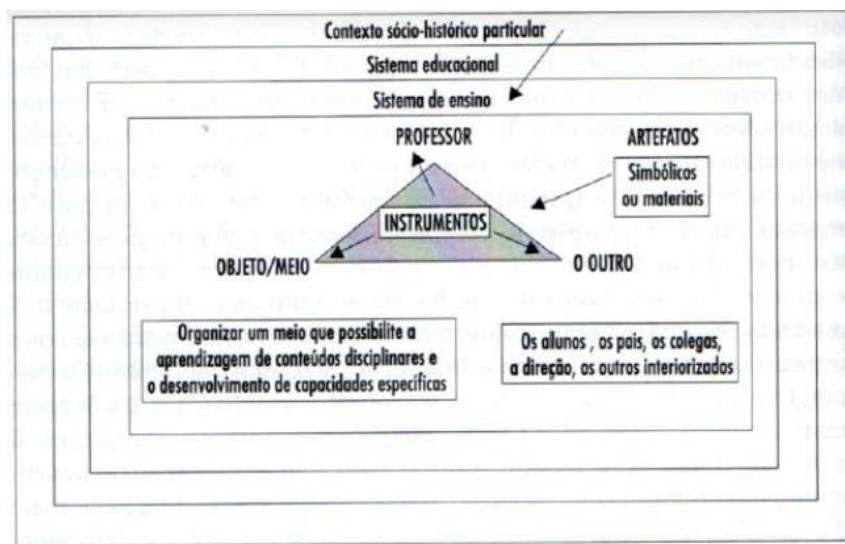 Contexto sócio-histórico particular
Sistema educacional
Sistema de ensino
PROFESSOR
ARTEFATOS
Simbólicos
ou materiais
INSTRUMENTOS
OBJETO/MEIO
O OUTRO
Organizar um meio que possibilite a
aprendizagem de conteúdos disciplinares e
o desenvolvimento de capacidades específicas
Os alunos , os pais, os colegas,
a direção, os outros interiorizados